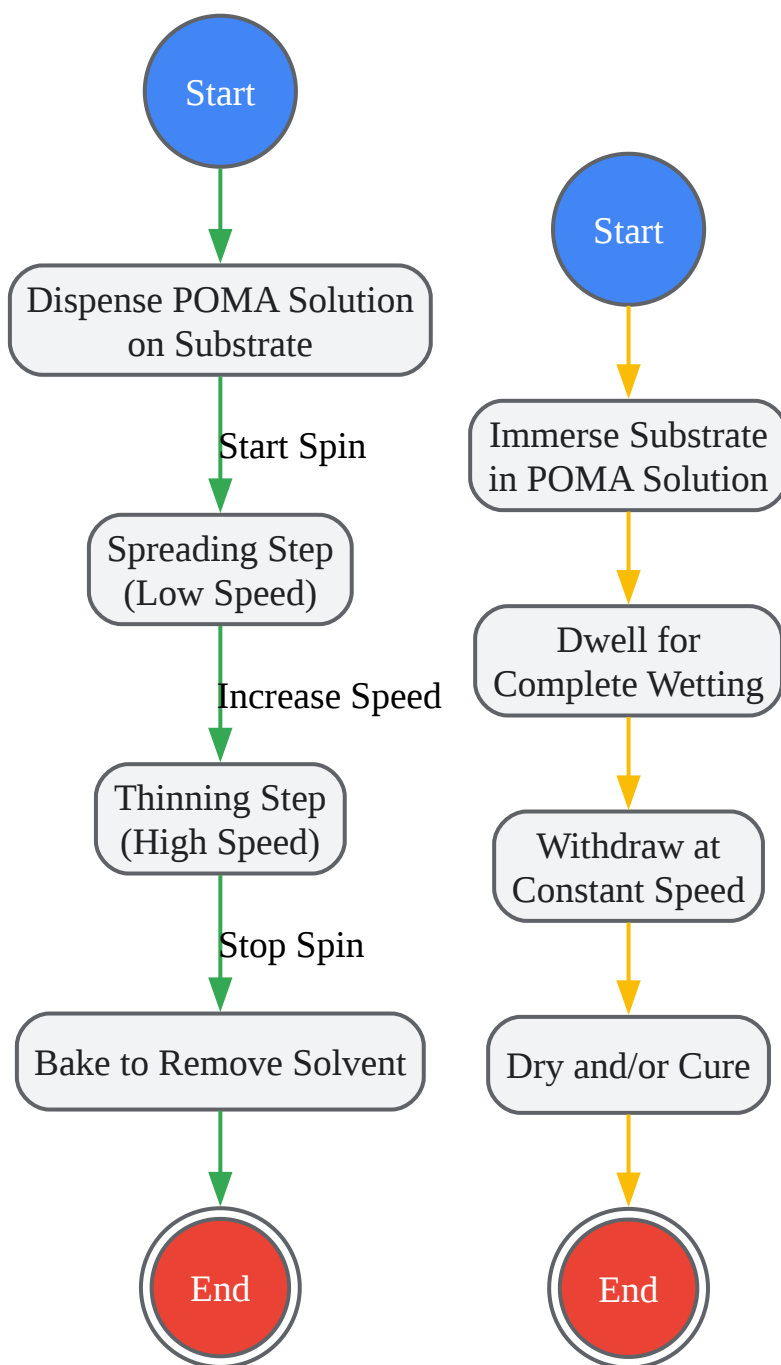 Start
Dispense POMA Solution
on Substrate
Start Spin
Spreading Step
(Low Speed)
Increase Speed
Thinning Step
(High Speed)
Stop Spin
Bake to Remove Solvent
End
Start
Immerse Substrate
in POMA Solution
Dwell for
Complete Wetting
Withdraw at
Constant Speed
Dry and/or Cure
End